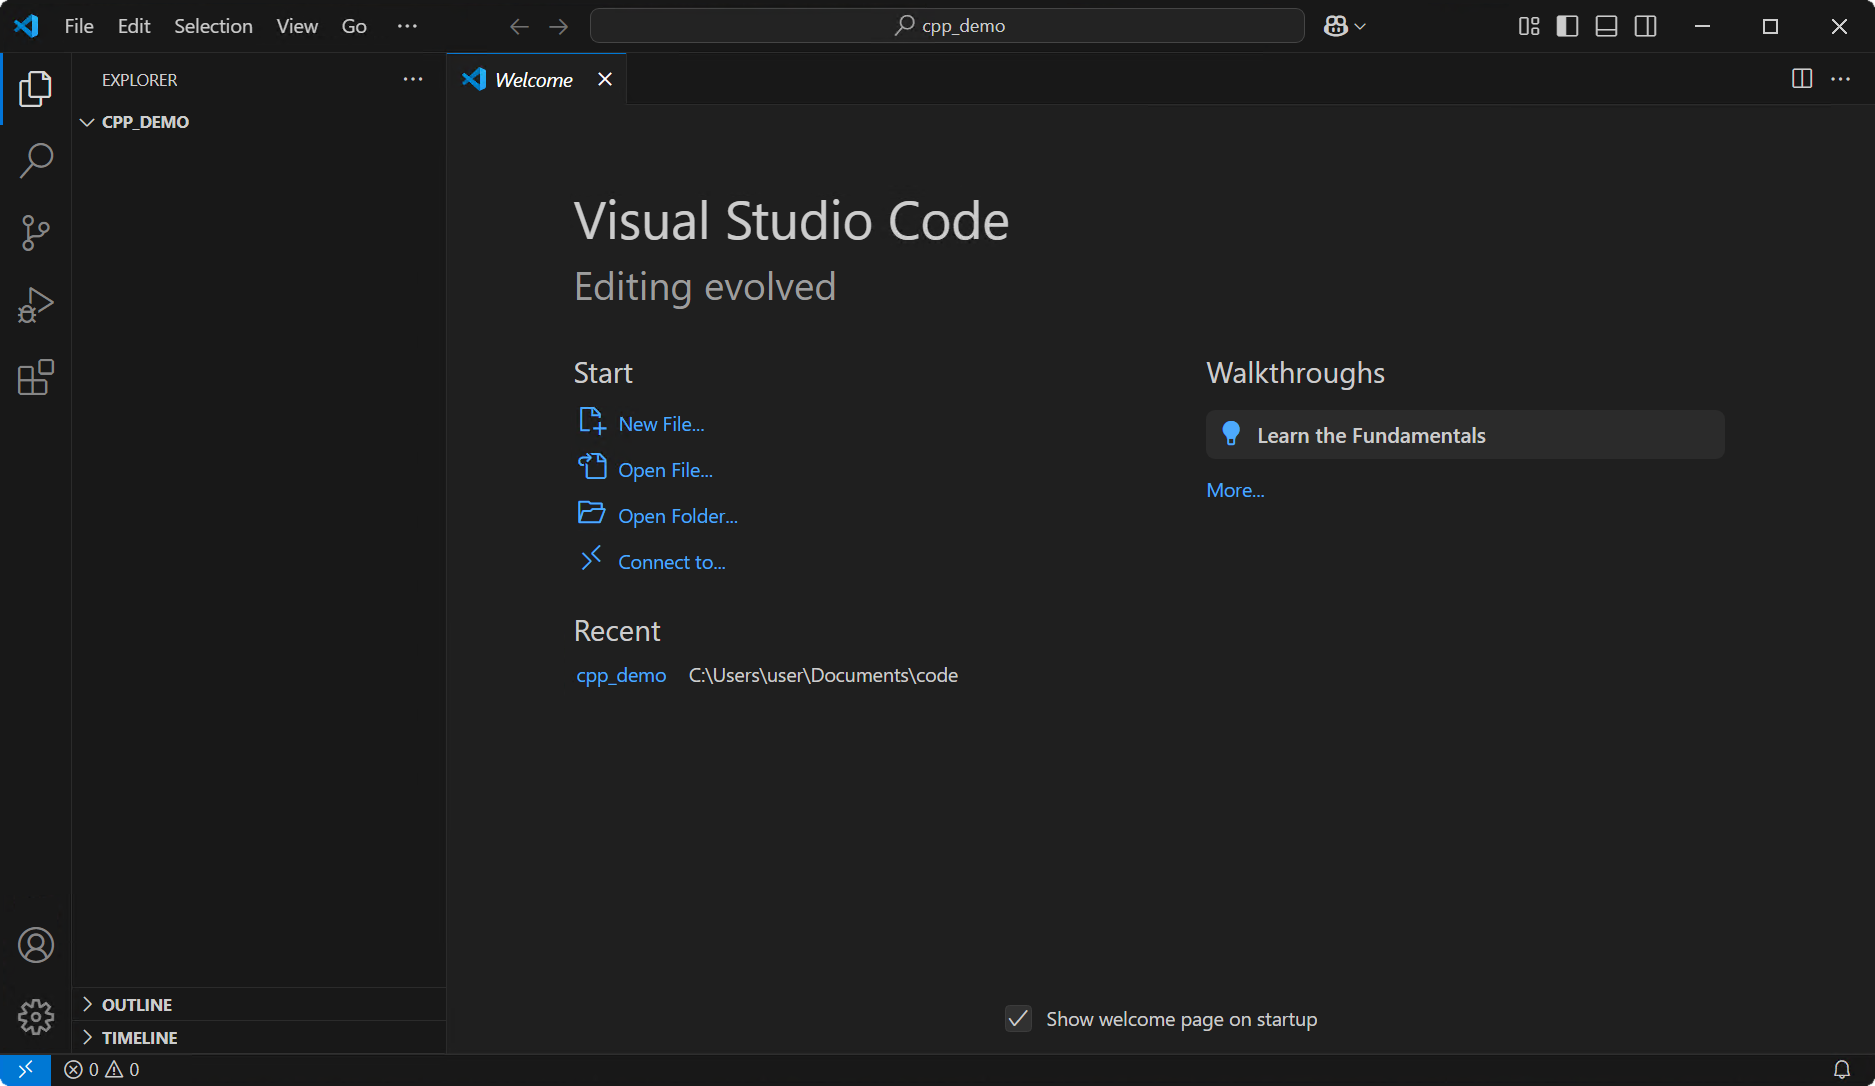 File Edit Selection View Go ···
cpp_demo
EXPLORER ···
CPP_DEMO
OUTLINE
TIMELINE
Welcome
Visual Studio Code
Editing evolved
Start
New File...
Open File...
Open Folder...
Connect to...
Recent
cpp_demo C:\Users\user\Documents\code
Walkthroughs
Learn the Fundamentals
More...
Show welcome page on startup
0 0